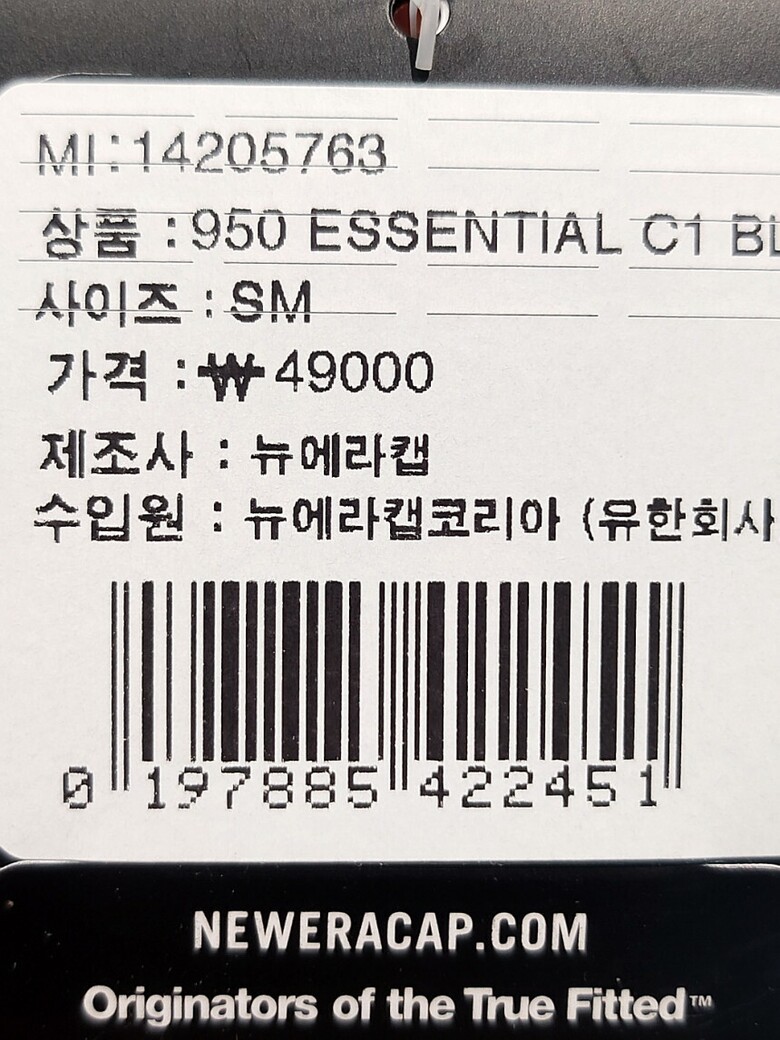 MI:14205763
상품 :950 ESSENTIAL C1
사이즈 : SM
가격 : ₩49000
제조사 : 뉴에라캡
수입원 : 뉴에라캡코리아 (유한회사
0 197885 422451
NEWERACAP.COM
Originators of the True Fitted™